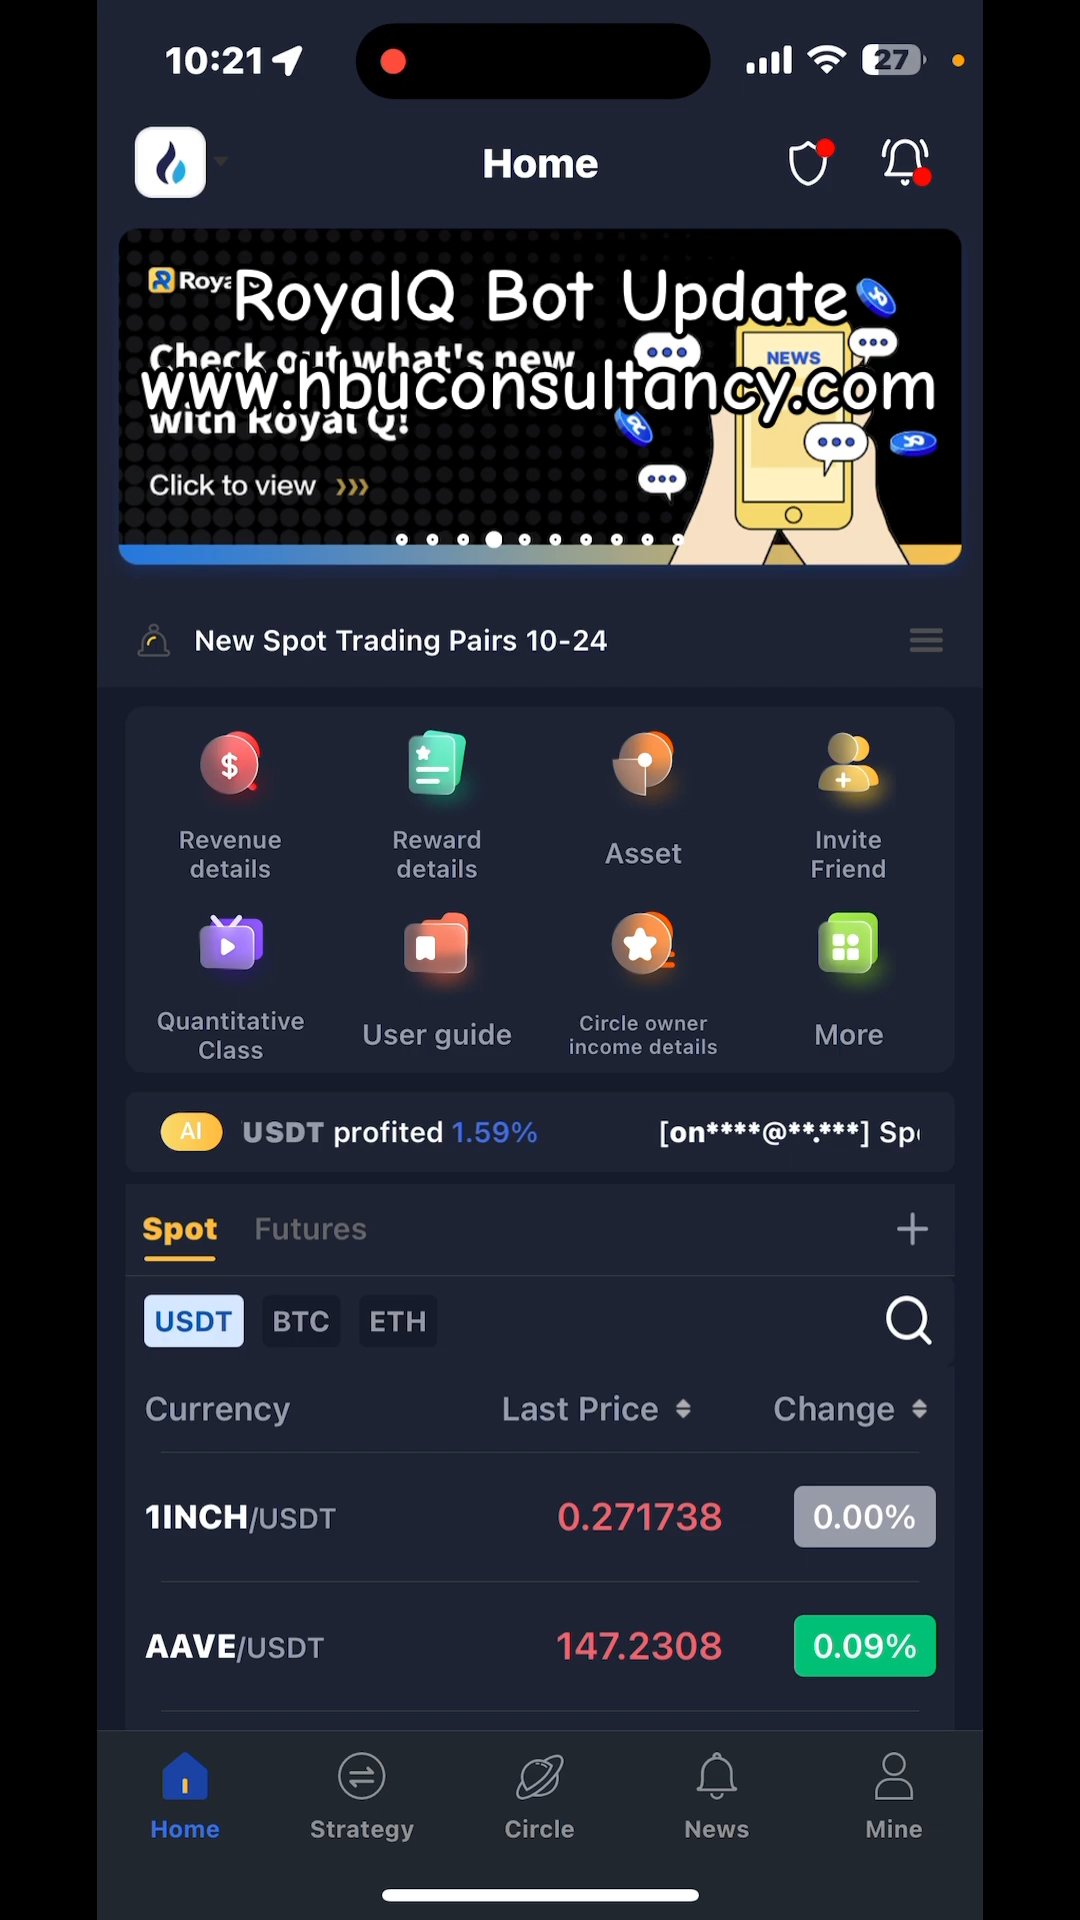 10:21
27
Home
Roya
RoyalQ Bot Update
NEWS
Check out what's new
www.hbuconsultancy.com
with Royal Q!
Click to view
New Spot Trading Pairs 10-24
Revenue
details
Reward
details
Asset
Invite
Friend
Quantitative
Class
User guide
Circle owner
income details
More
AI USDT profited 1.59% [on****@**.***] Sp
Spot Futures
USDT BTC ETH
Currency Last Price Change
1INCH/USDT 0.271738 0.00%
AAVE/USDT 147.2308 0.09%
Home Strategy Circle News Mine